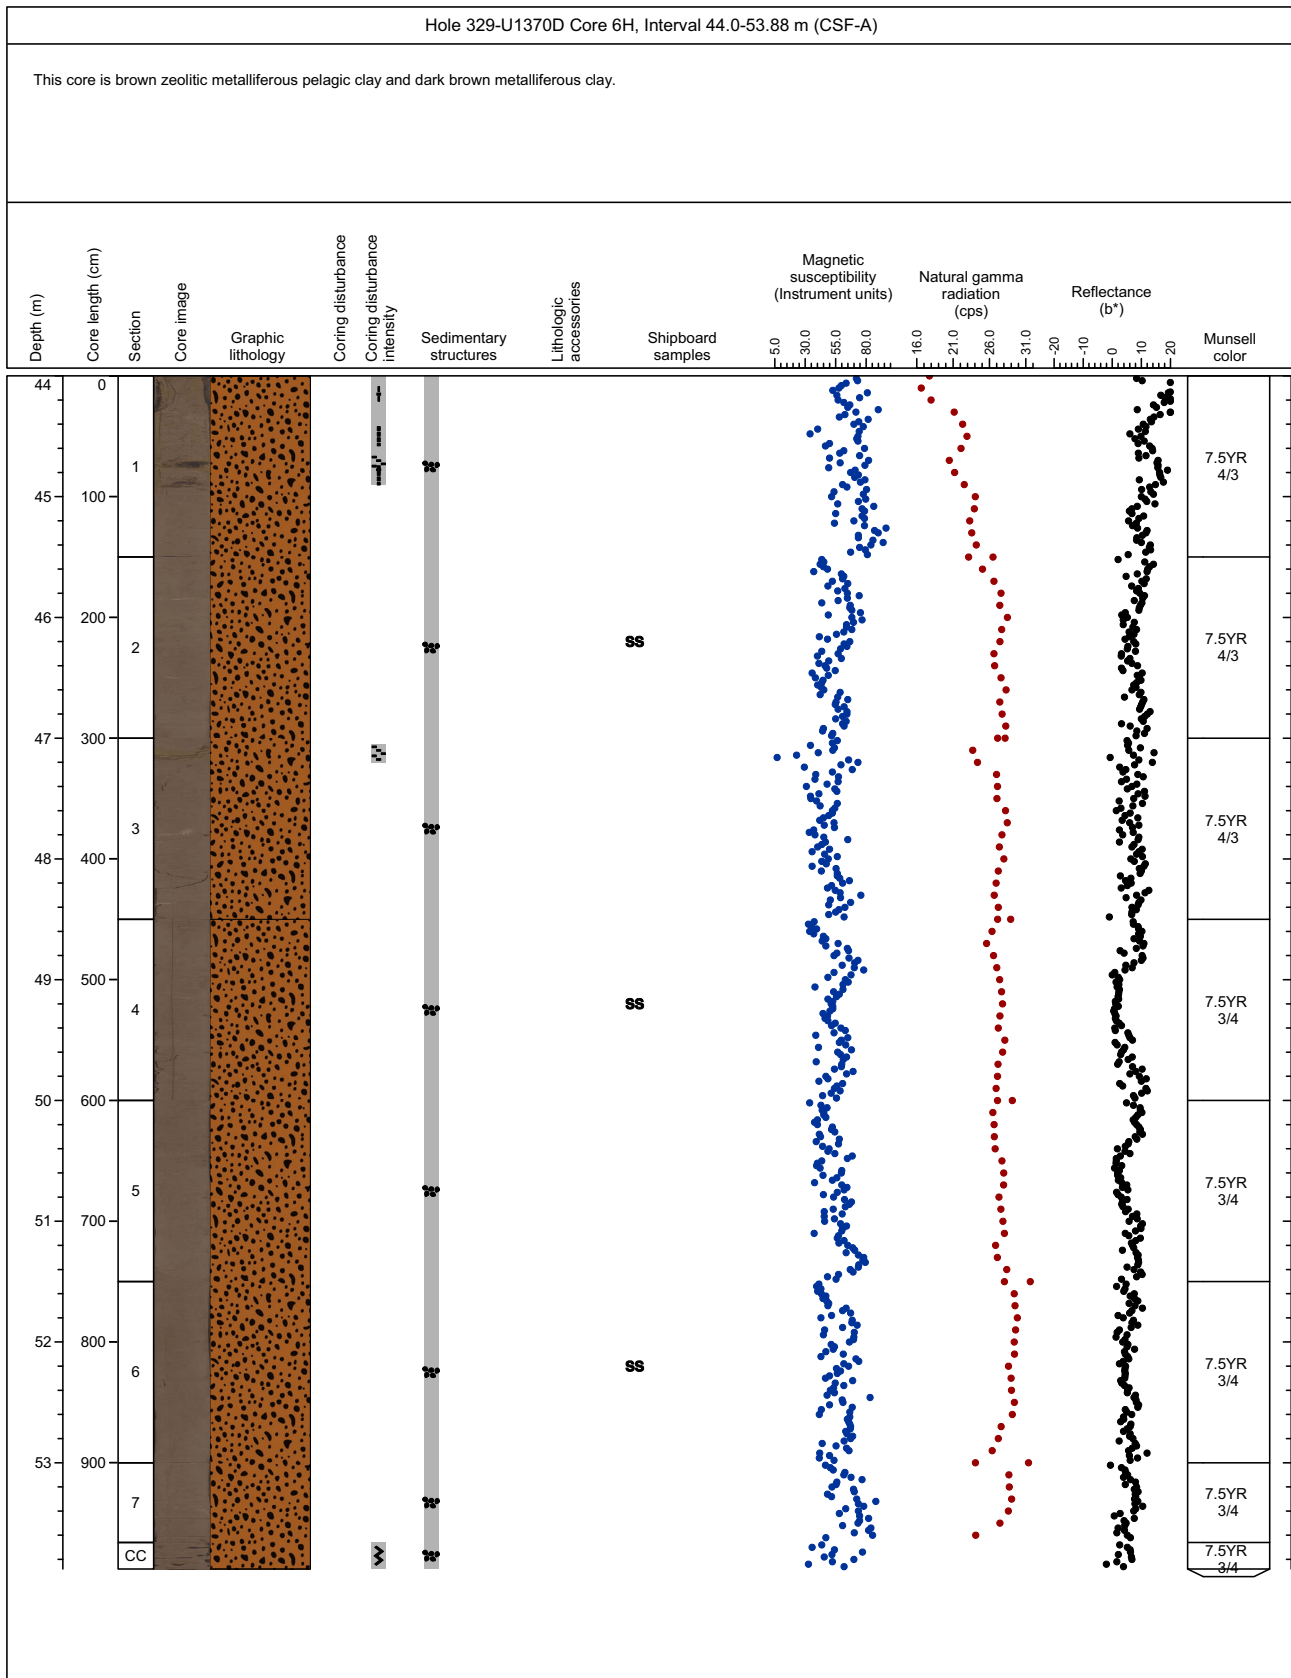 Hole 329-U1370D Core 6H, Interval 44.0-53.88 m (CSF-A)
This core is brown zeolitic metalliferous pelagic clay and dark brown metalliferous clay.
Depth (m)
Core length (cm)
Section
Core image
Graphic
lithology
Coring disturbance
Coring disturbance
intensity
Sedimentary
structures
Lithologic
accessories
Shipboard
samples
Magnetic
susceptibility
(Instrument units)
5.0 30.0 55.0 80.0
Natural gamma
radiation
(cps)
16.0 21.0 26.0 31.0
Reflectance
(b*)
-20 -10 0 10 20
Munsell
color
44 0
1 7.5YR
4/3
45 100
46 200
2 SS 7.5YR
4/3
47 300
3 7.5YR
4/3
48 400
49 500
4 SS 7.5YR
3/4
50 600
5 7.5YR
3/4
51 700
52 800
6 SS 7.5YR
3/4
53 900
7 7.5YR
3/4
CC 7.5YR
3/4